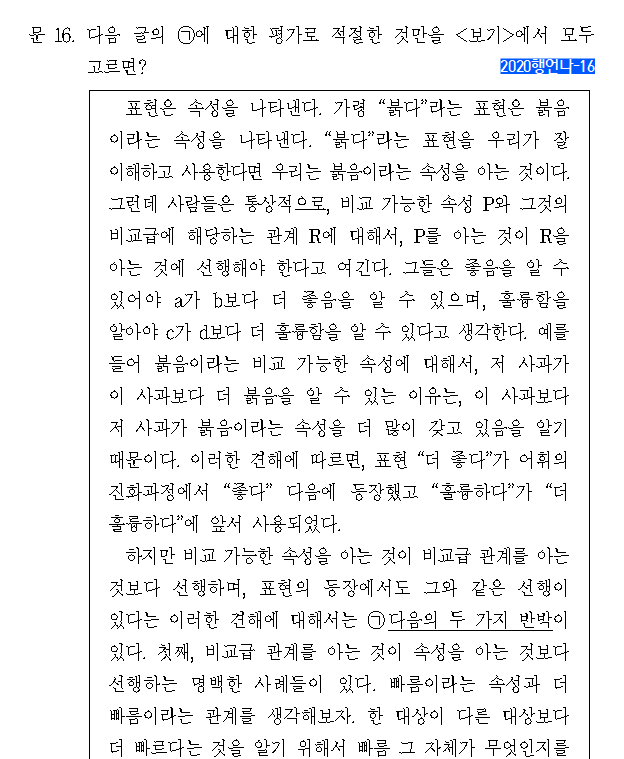 문 16. 다음 글의 ㉠에 대한 평가로 적절한 것만을 <보기>에서 모두
고르면?
2020행언나-16
표현은 속성을 나타낸다. 가령 “붉다”라는 표현은 붉음
이라는 속성을 나타낸다. “붉다”라는 표현을 우리가 잘
이해하고 사용한다면 우리는 붉음이라는 속성을 아는 것이다.
그런데 사람들은 통상적으로, 비교 가능한 속성 P와 그것의
비교급에 해당하는 관계 R에 대해서, P를 아는 것이 R을
아는 것에 선행해야 한다고 여긴다. 그들은 좋음을 알 수
있어야 a가 b보다 더 좋음을 알 수 있으며, 훌륭함을
알아야 c가 d보다 더 훌륭함을 알 수 있다고 생각한다. 예를
들어 붉음이라는 비교 가능한 속성에 대해서, 저 사과가
이 사과보다 더 붉음을 알 수 있는 이유는, 이 사과보다
저 사과가 붉음이라는 속성을 더 많이 갖고 있음을 알기
때문이다. 이러한 견해에 따르면, 표현 “더 좋다”가 어휘의
진화과정에서 “좋다” 다음에 등장했고 “훌륭하다”가 “더
훌륭하다”에 앞서 사용되었다.
하지만 비교 가능한 속성을 아는 것이 비교급 관계를 아는
것보다 선행하며, 표현의 등장에서도 그와 같은 선행이
있다는 이러한 견해에 대해서는 ㉠다음의 두 가지 반박이
있다. 첫째, 비교급 관계를 아는 것이 속성을 아는 것보다
선행하는 명백한 사례들이 있다. 빠름이라는 속성과 더
빠름이라는 관계를 생각해보자. 한 대상이 다른 대상보다
더 빠르다는 것을 알기 위해서 빠름 그 자체가 무엇인지를